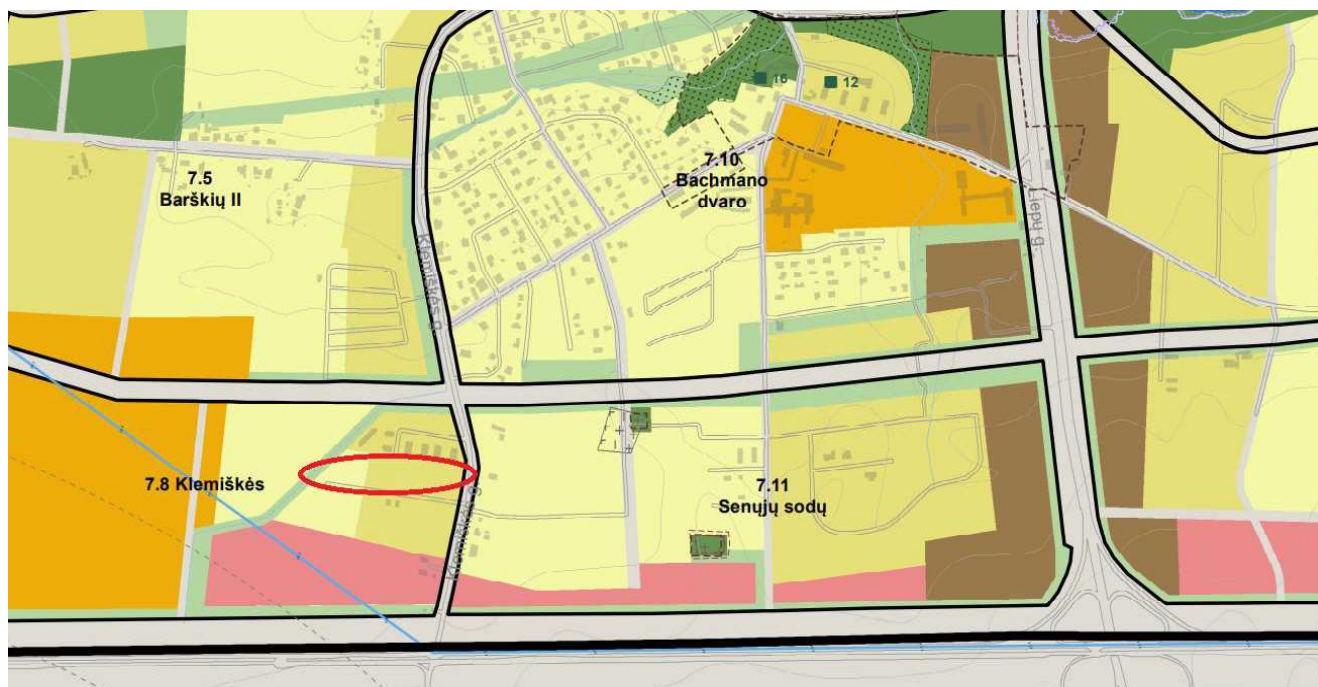 16
12
7.5
Barškių II
7.10
Bachmano
dvaro
Liepų g.
Klemiškės g.
7.8 Klemiškės
7.11
Senųjų sodų
Klemiškės g.